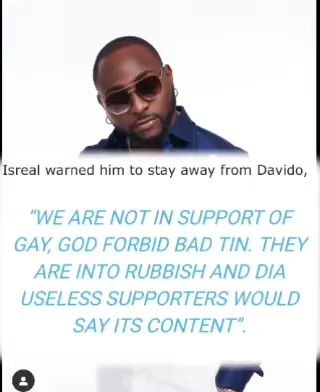 Isreal warned him to stay away from Davido,
“WE ARE NOT IN SUPPORT OF
GAY, GOD FORBID BAD TIN. THEY
ARE INTO RUBBISH AND DIA
USELESS SUPPORTERS WOULD
SAY ITS CONTENT”.